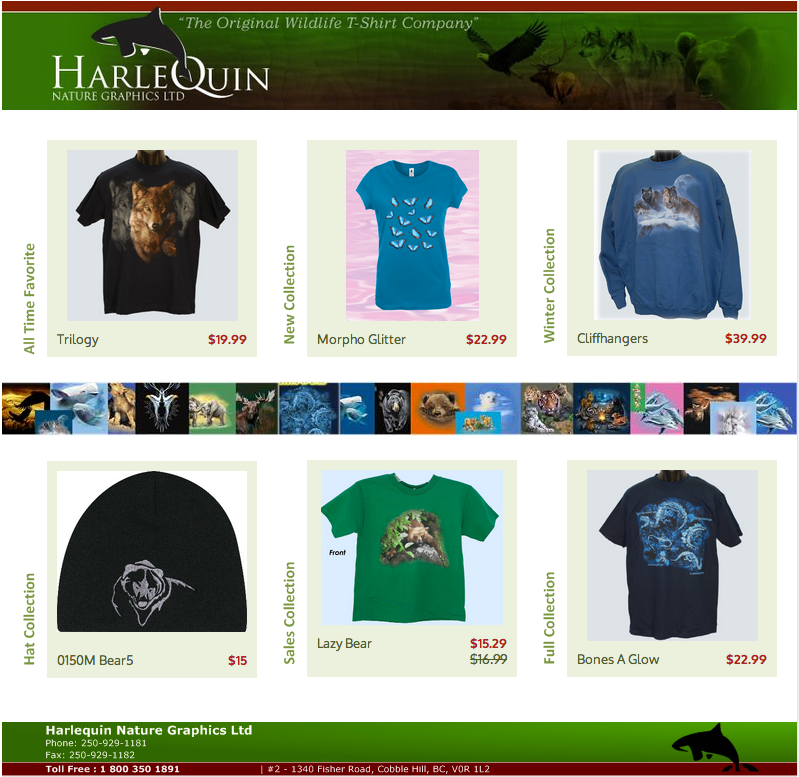 "The Original Wildlife T-Shirt Company"
HARLEQUIN
NATURE GRAPHICS LTD
All Time Favorite
Trilogy $19.99
New Collection
Morpho Glitter $22.99
Winter Collection
Cliffhangers $39.99
Hat Collection
0150M Bear5 $15
Sales Collection
Front
Lazy Bear $15.29
$16.99
Full Collection
Bones A Glow $22.99
Harlequin Nature Graphics Ltd
Phone: 250-929-1181
Fax: 250-929-1182
Toll Free : 1 800 350 1891 | #2 - 1340 Fisher Road, Cobble Hill, BC, V0R 1L2